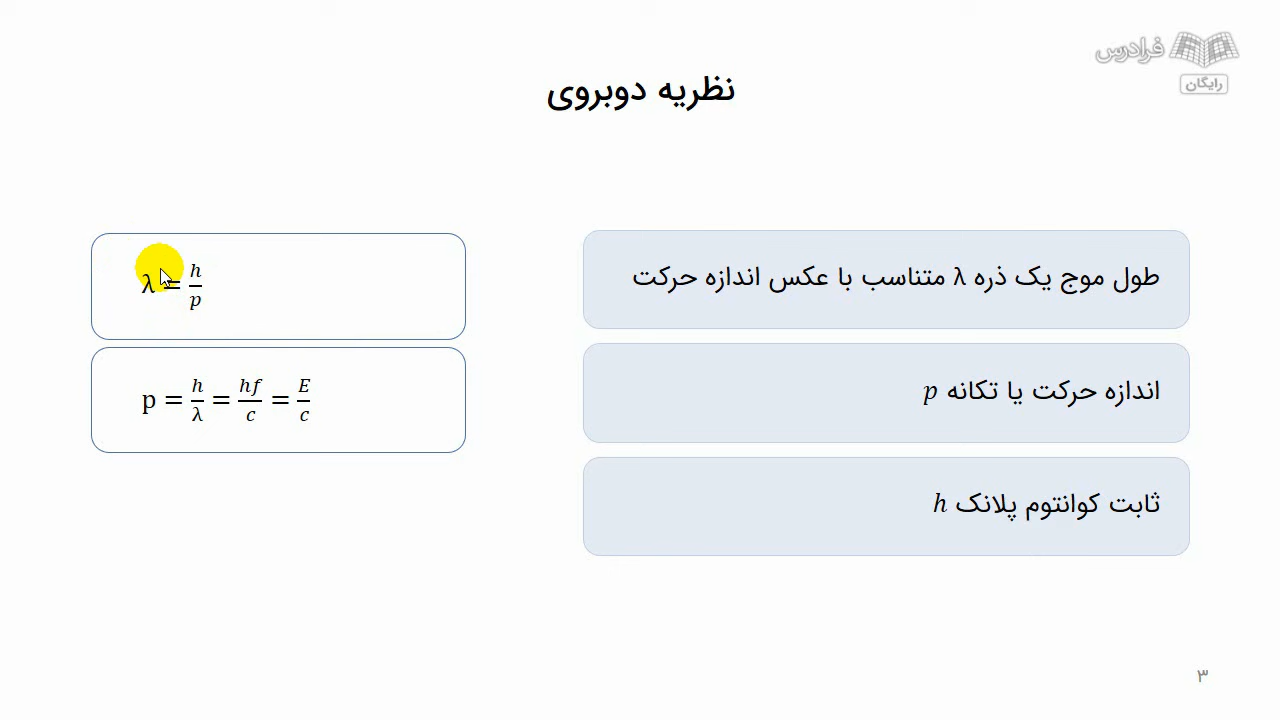 فرادرس
رایگان
نظریه دوبروی
طول موج یک ذره λ متناسب با عکس اندازه حرکت
اندازه حرکت یا تکانه p
ثابت کوانتوم پلانک h
λ = h/p
p = h/λ = hf/c = E/c
۳